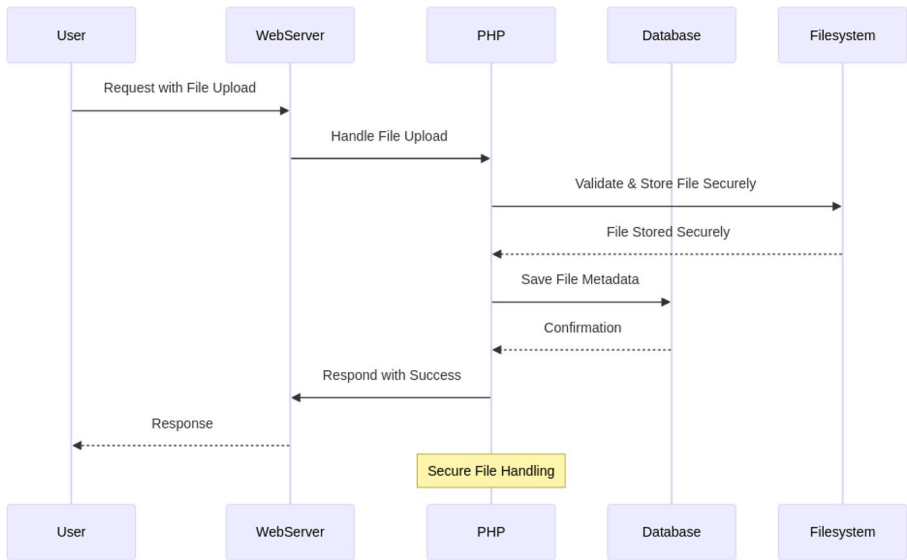 User
WebServer
PHP
Database
Filesystem
Request with File Upload
Handle File Upload
Validate & Store File Securely
File Stored Securely
Save File Metadata
Confirmation
Respond with Success
Response
Secure File Handling
User
WebServer
PHP
Database
Filesystem